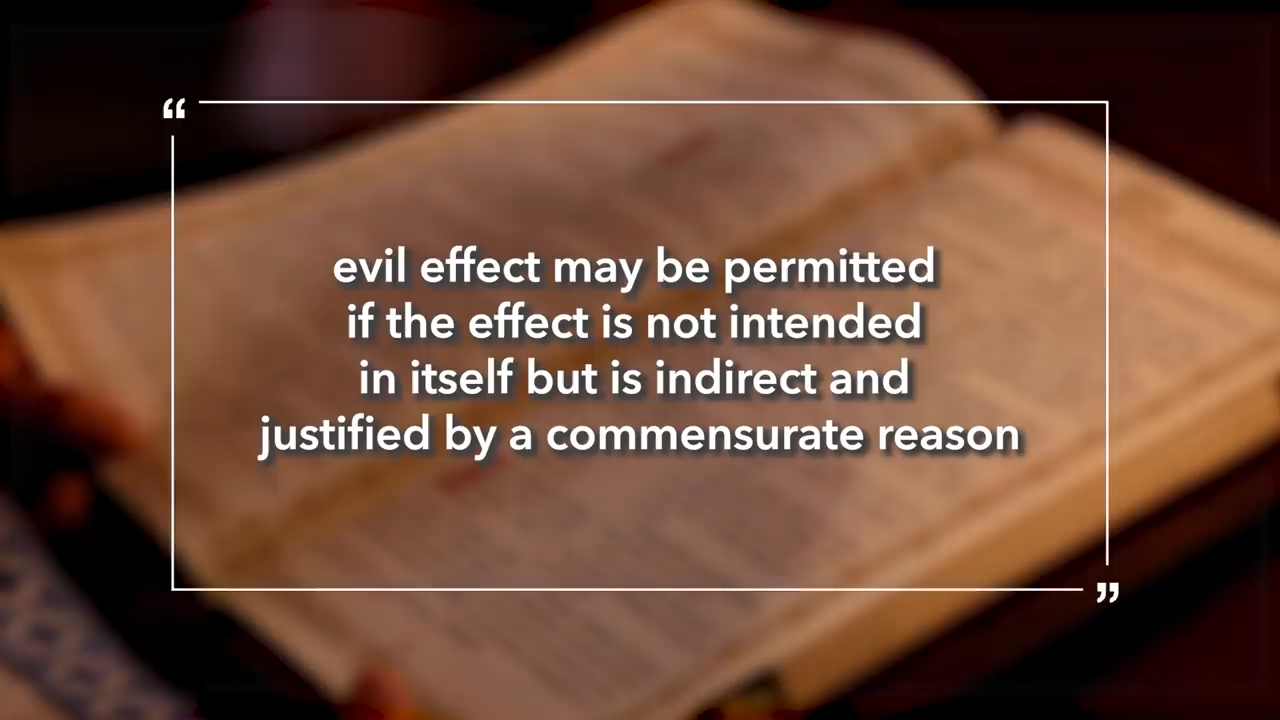 “
evil effect may be permitted
if the effect is not intended
in itself but is indirect and
justified by a commensurate reason
”